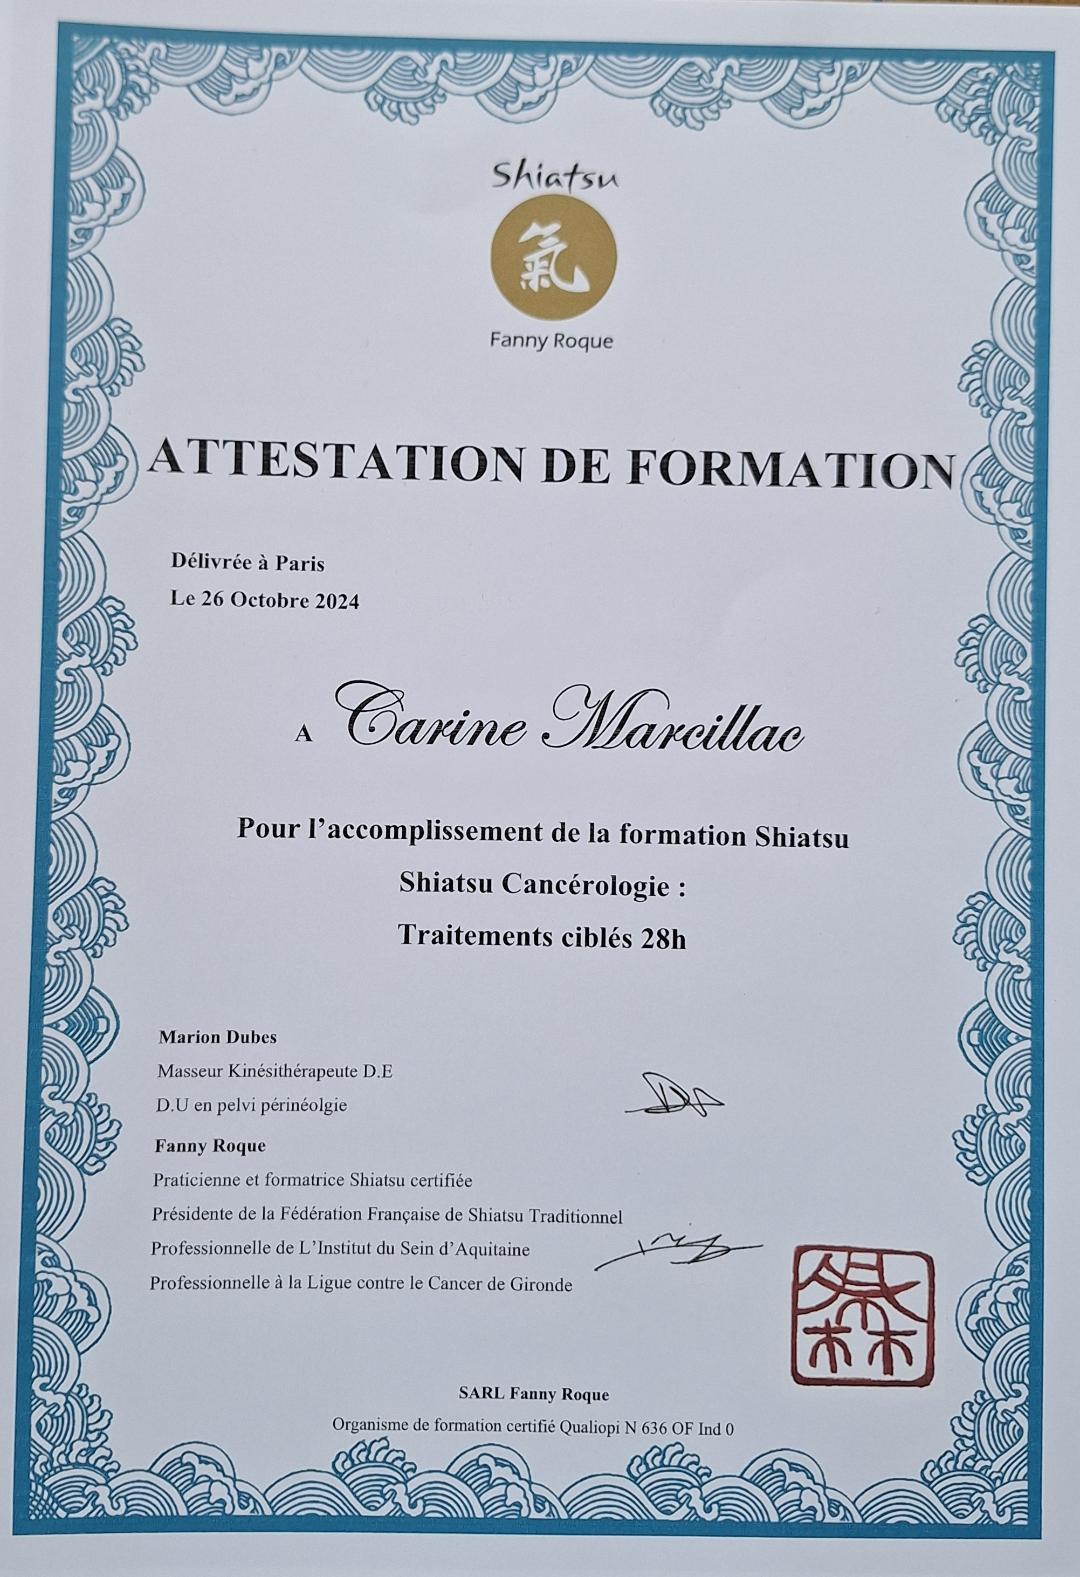 Shiatsu
氣
Fanny Roque
ATTESTATION DE FORMATION
Délivrée à Paris
Le 26 Octobre 2024
A Carine Marcillac
Pour l'accomplissement de la formation Shiatsu
Shiatsu Cancérologie :
Traitements ciblés 28h
Marion Dubes
Masseur Kinésithérapeute D.E
D.U en pelvi périnéolgie
Fanny Roque
Praticienne et formatrice Shiatsu certifiée
Présidente de la Fédération Française de Shiatsu Traditionnel
Professionnelle de L'Institut du Sein d'Aquitaine
Professionnelle à la Ligue contre le Cancer de Gironde
SARL Fanny Roque
Organisme de formation certifié Qualiopi N 636 OF Ind 0